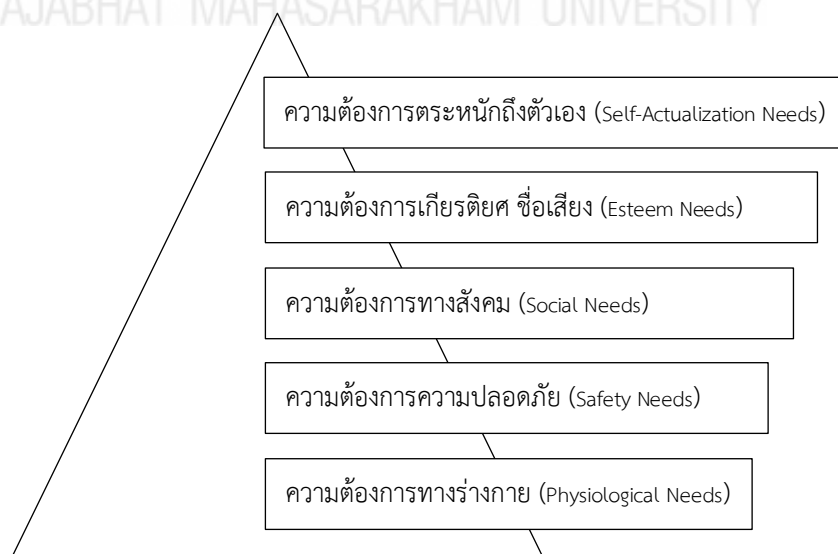 AJABHAT MAHASARAKHAM UNIVERSITY
ความต้องการตระหนักถึงตัวเอง (Self-Actualization Needs)
ความต้องการเกียรติยศ ชื่อเสียง (Esteem Needs)
ความต้องการทางสังคม (Social Needs)
ความต้องการความปลอดภัย (Safety Needs)
ความต้องการทางร่างกาย (Physiological Needs)